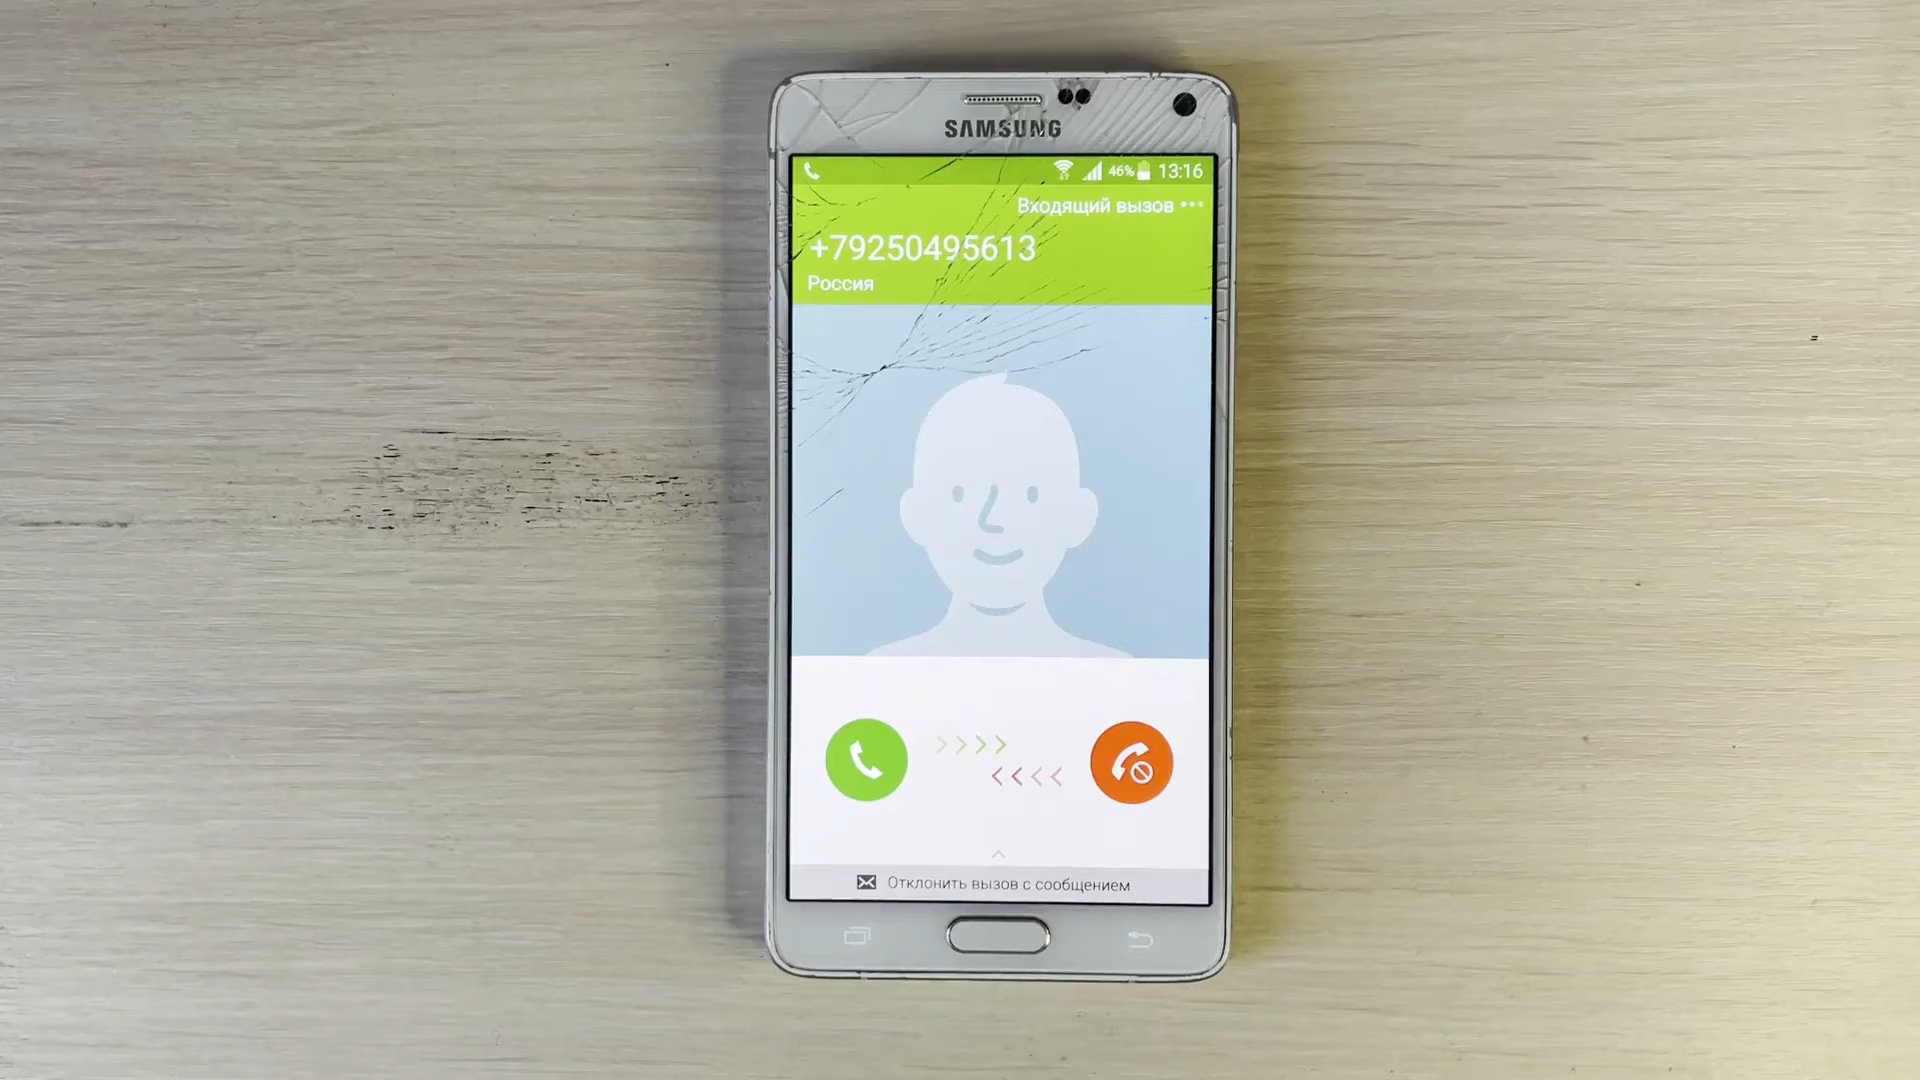 SAMSUNG
46% 13:16
Входящий вызов
+79250495613
Россия
Отклонить вызов с сообщением